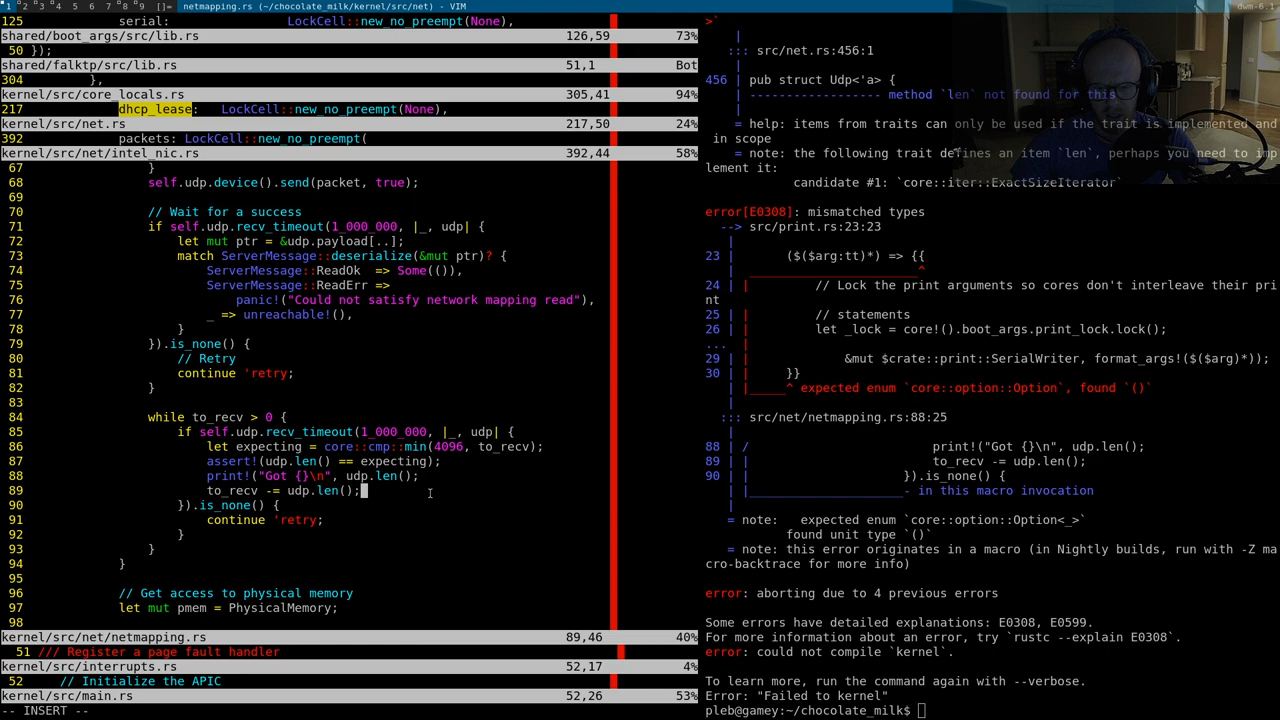 1 2 3 4 5 6 7 8 9 []= netmapping.rs (~/chocolate_milk/kernel/src/net) - VIM dwm-6.1
125 serial: LockCell::new_no_preempt(None),
shared/boot_args/src/lib.rs 126,59 73%
50 });
shared/falktp/src/lib.rs 51,1 Bot
304 },
kernel/src/core_locals.rs 305,41 94%
217 dhcp_lease: LockCell::new_no_preempt(None),
kernel/src/net.rs 217,50 24%
392 packets: LockCell::new_no_preempt(
kernel/src/net/intel_nic.rs 392,44 58%
67 }
68 self.udp.device().send(packet, true);
69
70 // Wait for a success
71 if self.udp.recv_timeout(1_000_000, |_, udp| {
72 let mut ptr = &udp.payload[..];
73 match ServerMessage::deserialize(&mut ptr)? {
74 ServerMessage::ReadOk => Some(()),
75 ServerMessage::ReadErr =>
76 panic!("Could not satisfy network mapping read"),
77 _ => unreachable!(),
78 }
79 }).is_none() {
80 // Retry
81 continue 'retry;
82 }
83
84 while to_recv > 0 {
85 if self.udp.recv_timeout(1_000_000, |_, udp| {
86 let expecting = core::cmp::min(4096, to_recv);
87 assert!(udp.len() == expecting);
88 print!("Got {}\n", udp.len();
89 to_recv -= udp.len();
90 }).is_none() {
91 continue 'retry;
92 }
93 }
94 }
95
96 // Get access to physical memory
97 let mut pmem = PhysicalMemory;
98
kernel/src/net/netmapping.rs 89,46 40%
51 /// Register a page fault handler
kernel/src/interrupts.rs 52,17 4%
52 // Initialize the APIC
kernel/src/main.rs 52,26 53%
-- INSERT --
>`
|
::: src/net.rs:456:1
|
456 | pub struct Udp<'a> {
| ----------------- method `len` not found for this
|
= help: items from traits can only be used if the trait is implemented and
in scope
= note: the following trait defines an item `len`, perhaps you need to imp
lement it:
candidate #1: `core::iter::ExactSizeIterator`
error[E0308]: mismatched types
--> src/print.rs:23:23
|
23 | ($($arg:tt)*) => {{
| _______________________^
24 | | // Lock the print arguments so cores don't interleave their pri
nt
25 | | // statements
26 | | let _lock = core!().boot_args.print_lock.lock();
... |
29 | | &mut $crate::print::SerialWriter, format_args!($($arg)*));
30 | | }}
| |_____^ expected enum `core::option::Option`, found `()`
|
::: src/net/netmapping.rs:88:25
|
88 | / print!("Got {}\n", udp.len();
89 | | to_recv -= udp.len();
90 | | }).is_none() {
| |_____________________- in this macro invocation
|
= note: expected enum `core::option::Option<_>`
found unit type `()`
= note: this error originates in a macro (in Nightly builds, run with -Z ma
cro-backtrace for more info)
error: aborting due to 4 previous errors
Some errors have detailed explanations: E0308, E0599.
For more information about an error, try `rustc --explain E0308`.
error: could not compile `kernel`.
To learn more, run the command again with --verbose.
Error: "Failed to kernel"
pleb@gamey:~/chocolate_milk$